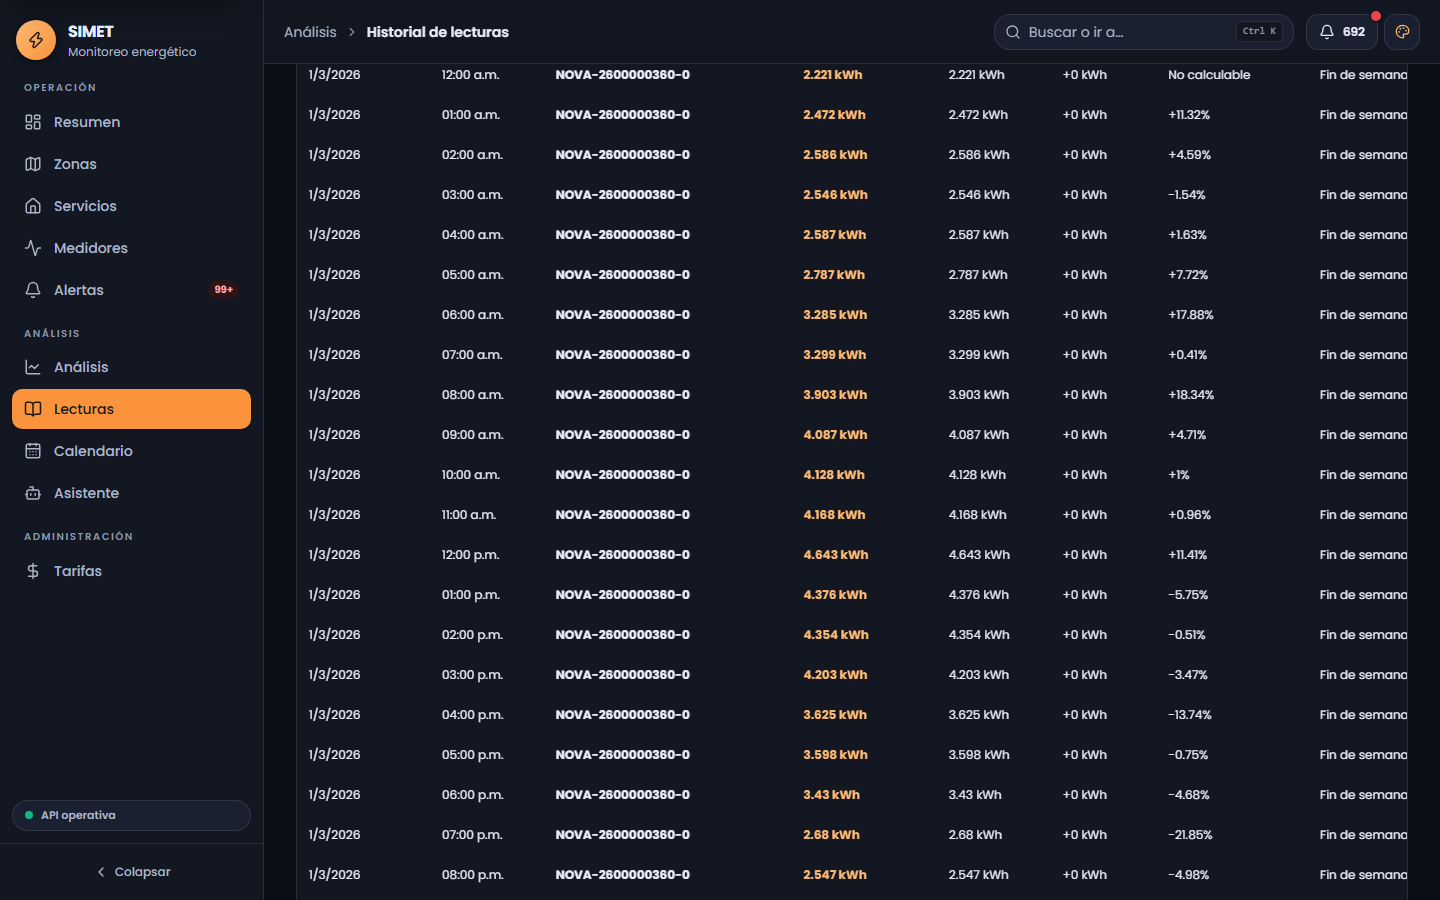 SIMET
Monitoreo energético
OPERACIÓN
Resumen
Zonas
Servicios
Medidores
Alertas 99+
ANÁLISIS
Análisis
Lecturas
Calendario
Asistente
ADMINISTRACIÓN
Tarifas
API operativa
Colapsar
Análisis > Historial de lecturas
Buscar o ir a... Ctrl K
692
1/3/2026 12:00 a.m. NOVA-2600000360-0 2.221 kWh 2.221 kWh +0 kWh No calculable Fin de semana
1/3/2026 01:00 a.m. NOVA-2600000360-0 2.472 kWh 2.472 kWh +0 kWh +11.32% Fin de semana
1/3/2026 02:00 a.m. NOVA-2600000360-0 2.586 kWh 2.586 kWh +0 kWh +4.59% Fin de semana
1/3/2026 03:00 a.m. NOVA-2600000360-0 2.546 kWh 2.546 kWh +0 kWh -1.54% Fin de semana
1/3/2026 04:00 a.m. NOVA-2600000360-0 2.587 kWh 2.587 kWh +0 kWh +1.63% Fin de semana
1/3/2026 05:00 a.m. NOVA-2600000360-0 2.787 kWh 2.787 kWh +0 kWh +7.72% Fin de semana
1/3/2026 06:00 a.m. NOVA-2600000360-0 3.285 kWh 3.285 kWh +0 kWh +17.88% Fin de semana
1/3/2026 07:00 a.m. NOVA-2600000360-0 3.299 kWh 3.299 kWh +0 kWh +0.41% Fin de semana
1/3/2026 08:00 a.m. NOVA-2600000360-0 3.903 kWh 3.903 kWh +0 kWh +18.34% Fin de semana
1/3/2026 09:00 a.m. NOVA-2600000360-0 4.087 kWh 4.087 kWh +0 kWh +4.71% Fin de semana
1/3/2026 10:00 a.m. NOVA-2600000360-0 4.128 kWh 4.128 kWh +0 kWh +1% Fin de semana
1/3/2026 11:00 a.m. NOVA-2600000360-0 4.168 kWh 4.168 kWh +0 kWh +0.96% Fin de semana
1/3/2026 12:00 p.m. NOVA-2600000360-0 4.643 kWh 4.643 kWh +0 kWh +11.41% Fin de semana
1/3/2026 01:00 p.m. NOVA-2600000360-0 4.376 kWh 4.376 kWh +0 kWh -5.75% Fin de semana
1/3/2026 02:00 p.m. NOVA-2600000360-0 4.354 kWh 4.354 kWh +0 kWh -0.51% Fin de semana
1/3/2026 03:00 p.m. NOVA-2600000360-0 4.203 kWh 4.203 kWh +0 kWh -3.47% Fin de semana
1/3/2026 04:00 p.m. NOVA-2600000360-0 3.625 kWh 3.625 kWh +0 kWh -13.74% Fin de semana
1/3/2026 05:00 p.m. NOVA-2600000360-0 3.598 kWh 3.598 kWh +0 kWh -0.75% Fin de semana
1/3/2026 06:00 p.m. NOVA-2600000360-0 3.43 kWh 3.43 kWh +0 kWh -4.68% Fin de semana
1/3/2026 07:00 p.m. NOVA-2600000360-0 2.68 kWh 2.68 kWh +0 kWh -21.85% Fin de semana
1/3/2026 08:00 p.m. NOVA-2600000360-0 2.547 kWh 2.547 kWh +0 kWh -4.98% Fin de semana